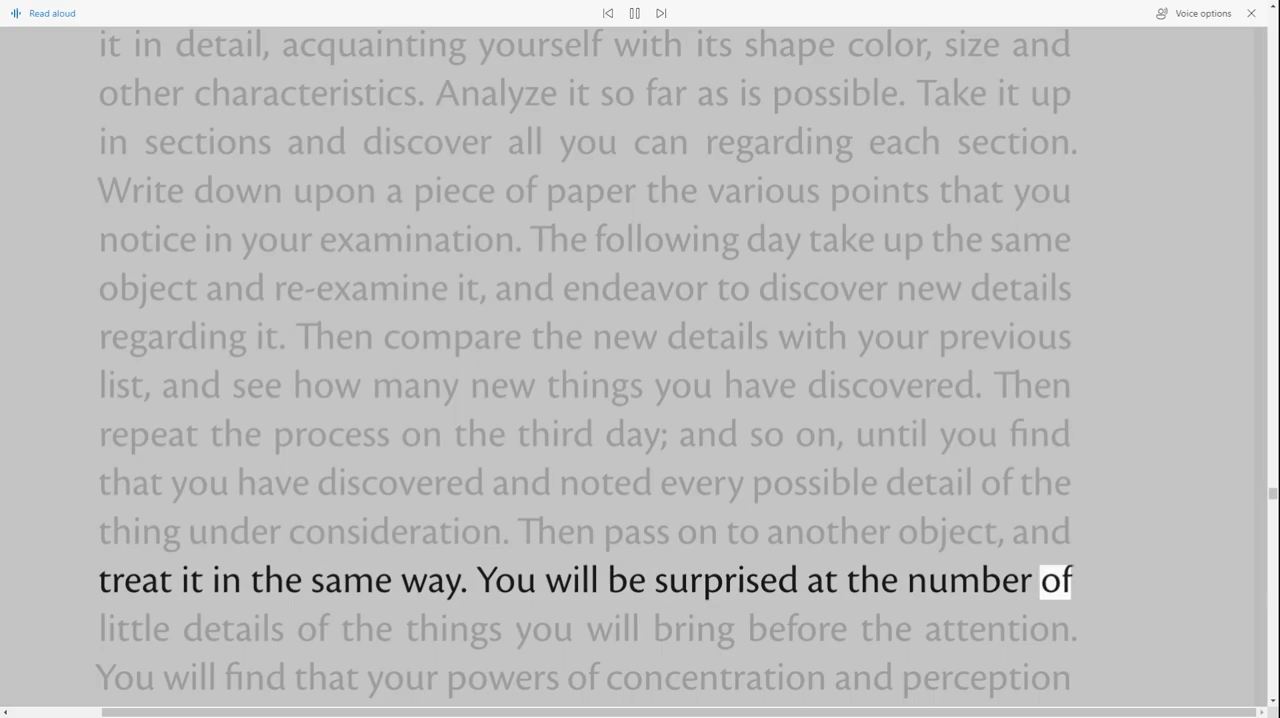 Read aloud
Voice options
it in detail, acquainting yourself with its shape color, size and
other characteristics. Analyze it so far as is possible. Take it up
in sections and discover all you can regarding each section.
Write down upon a piece of paper the various points that you
notice in your examination. The following day take up the same
object and re-examine it, and endeavor to discover new details
regarding it. Then compare the new details with your previous
list, and see how many new things you have discovered. Then
repeat the process on the third day; and so on, until you find
that you have discovered and noted every possible detail of the
thing under consideration. Then pass on to another object, and
treat it in the same way. You will be surprised at the number of
little details of the things you will bring before the attention.
You will find that your powers of concentration and perception